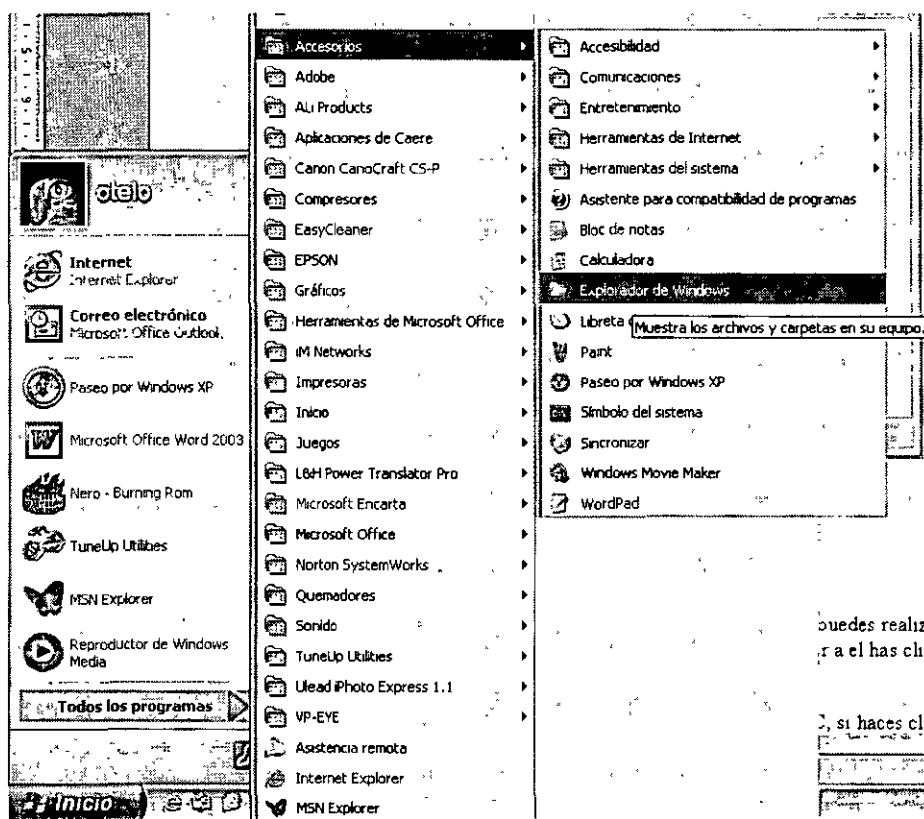 otelo
Internet
Internet Explorer
Correo electrónico
Microsoft Office Outlook
Paseo por Windows XP
Microsoft Office Word 2003
Nero - Burning Rom
TuneUp Utilities
MSN Explorer
Reproductor de Windows
Media
Todos los programas
Inicio
Accesorios
Adobe
ALi Products
Aplicaciones de Caere
Canon CanoCraft CS-P
Compresores
EasyCleaner
EPSON
Gráficos
Herramientas de Microsoft Office
iM Networks
Impresoras
Inicio
Juegos
L&H Power Translator Pro
Microsoft Encarta
Microsoft Office
Norton SystemWorks
Quemadores
Sonido
TuneUp Utilities
Ulead iPhoto Express 1.1
VP-EYE
Asistencia remota
Internet Explorer
MSN Explorer
Accesibilidad
Comunicaciones
Entretenimiento
Herramientas de Internet
Herramientas del sistema
Asistente para compatibilidad de programas
Bloc de notas
Calculadora
Explorador de Windows
Libreta
Muestra los archivos y carpetas en su equipo.
Paint
Paseo por Windows XP
Símbolo del sistema
Sincronizar
Windows Movie Maker
WordPad
puedes realiz
r a el has cli
, si haces cl